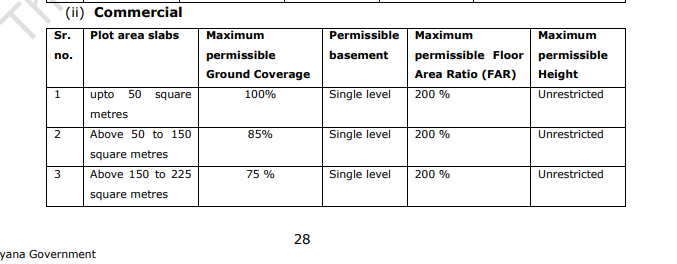 (ii) Commercial
Sr. no. Plot area slabs Maximum permissible Ground Coverage Permissible basement Maximum permissible Floor Area Ratio (FAR) Maximum permissible Height
1 upto 50 square metres 100% Single level 200 % Unrestricted
2 Above 50 to 150 square metres 85% Single level 200 % Unrestricted
3 Above 150 to 225 square metres 75 % Single level 200 % Unrestricted
28
yana Government